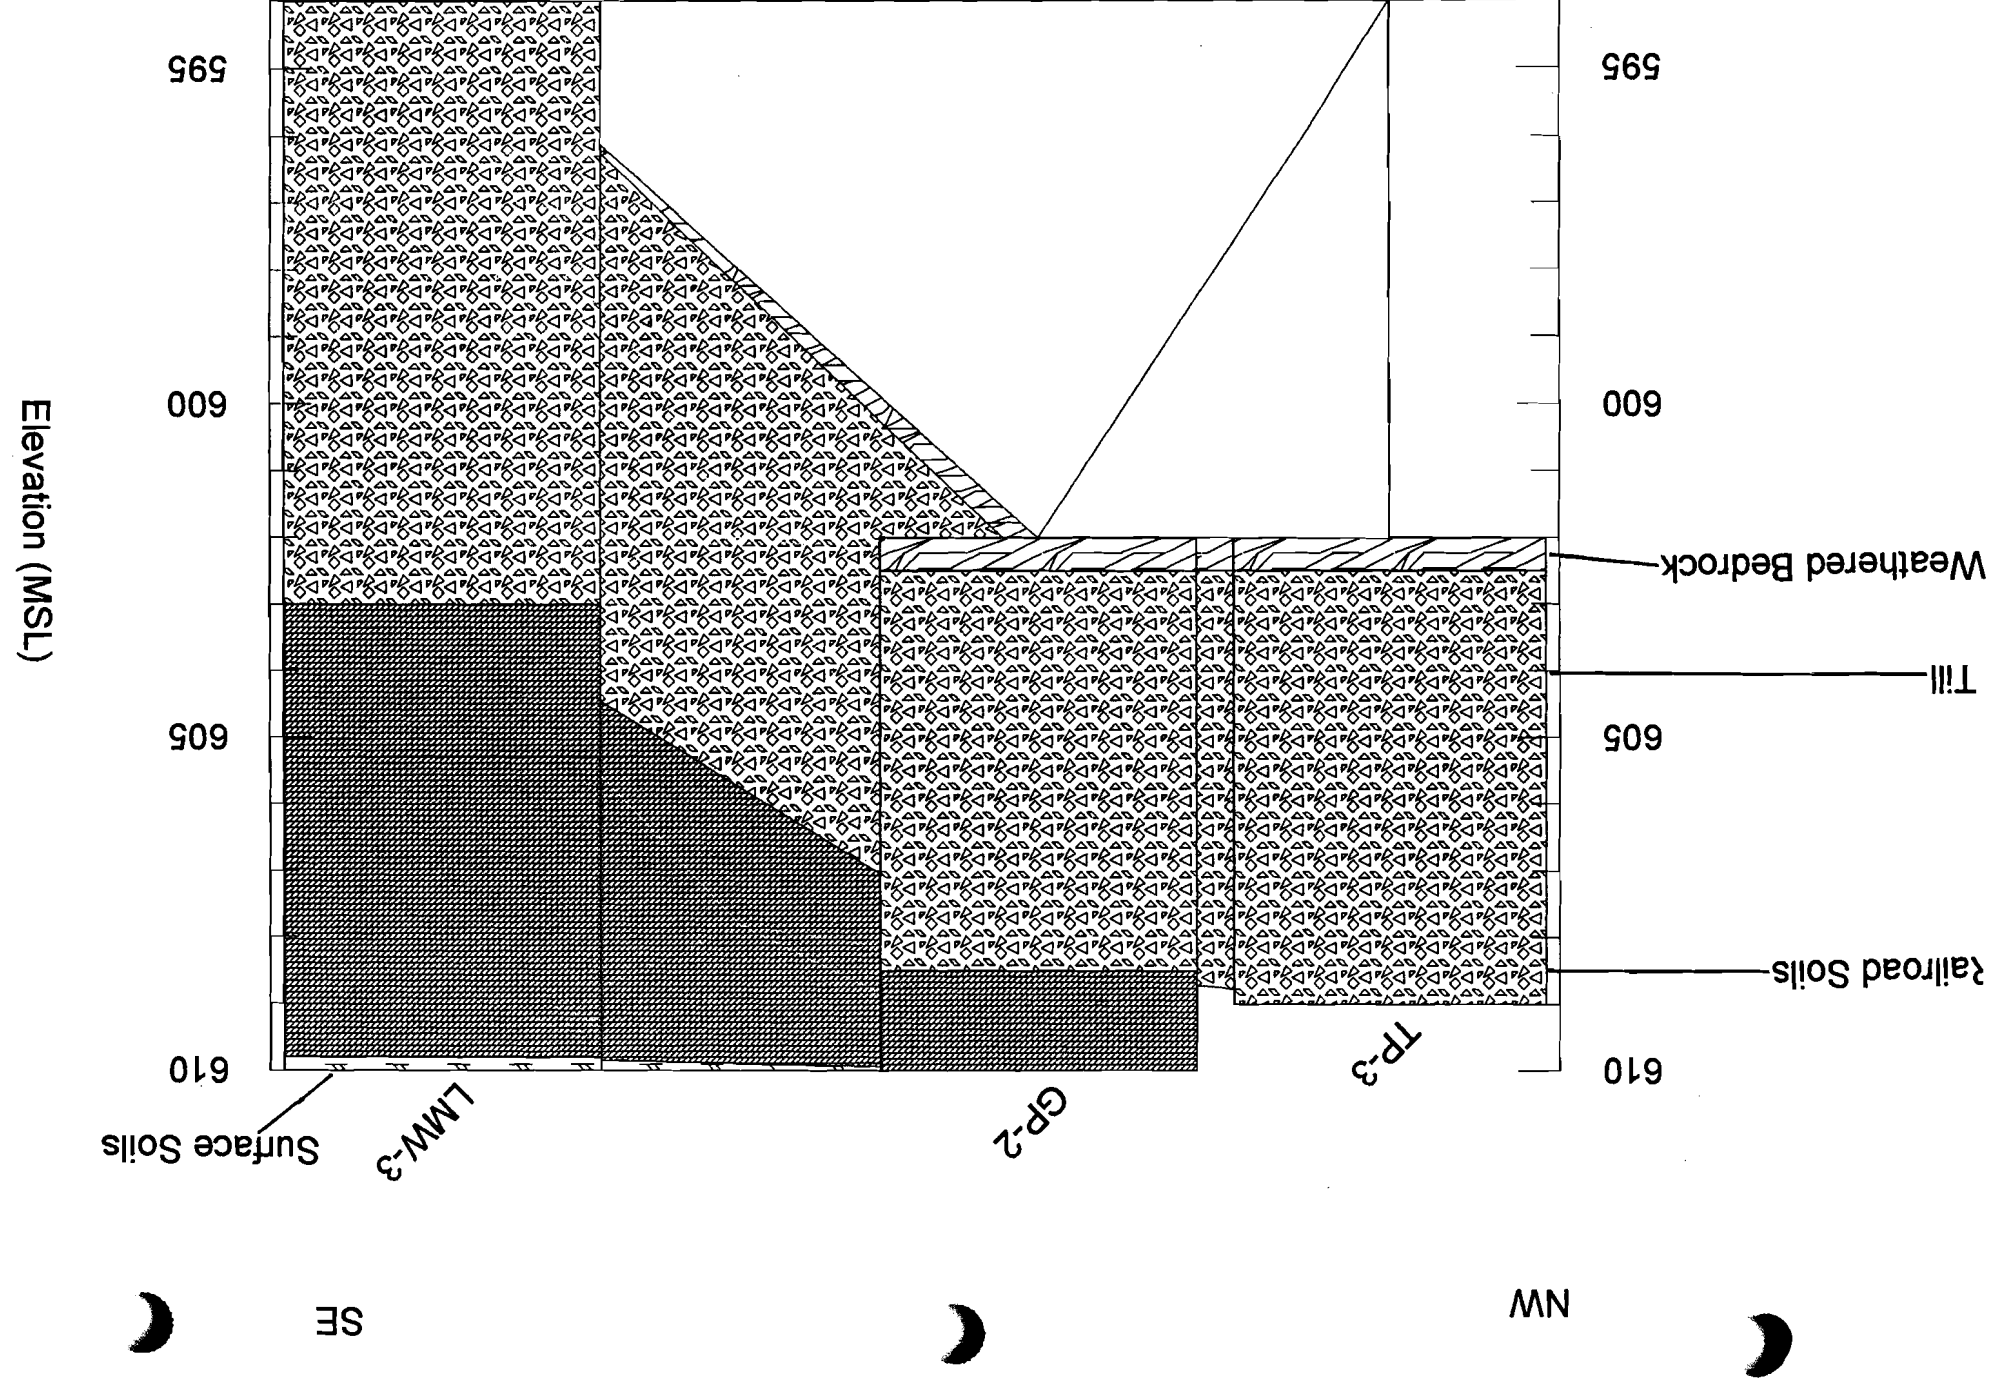 NW
SE
TP-3
GP-2
LMW-3
Surface Soils
610
610
Railroad Soils
605
605
Till
Weathered Bedrock
600
600
595
595
Elevation (MSL)